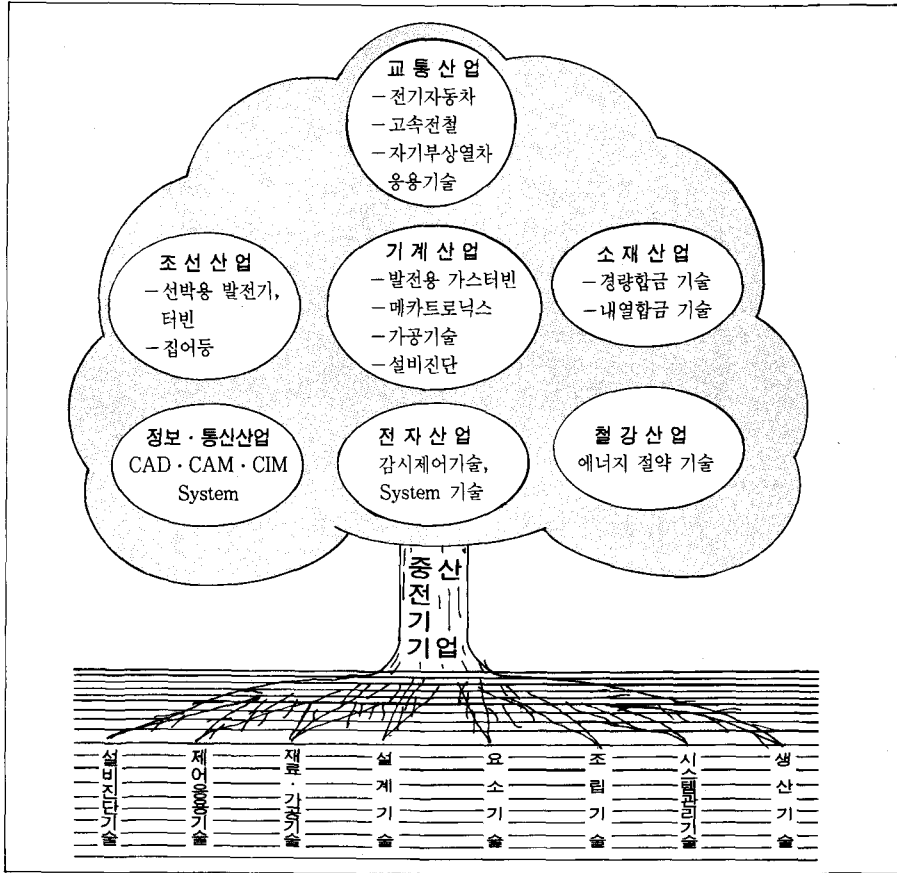 교통산업
－전기자동차
－고속전철
－자기부상열차
응용기술
조선산업
－선박용 발전기,
터빈
－집어등
기계산업
－발전용 가스터빈
－메카트로닉스
－가공기술
－설비진단
소재산업
－경량합금 기술
－내열합금 기술
정보·통신산업
CAD·CAM·CIM
System
전자산업
감시제어기술,
System 기술
철강산업
에너지 절약 기술
중전기기
산업
설비진단기술
제어응용기술
재료·가공기술
설계기술
요소기술
조립기술
시스템관리기술
생산기술